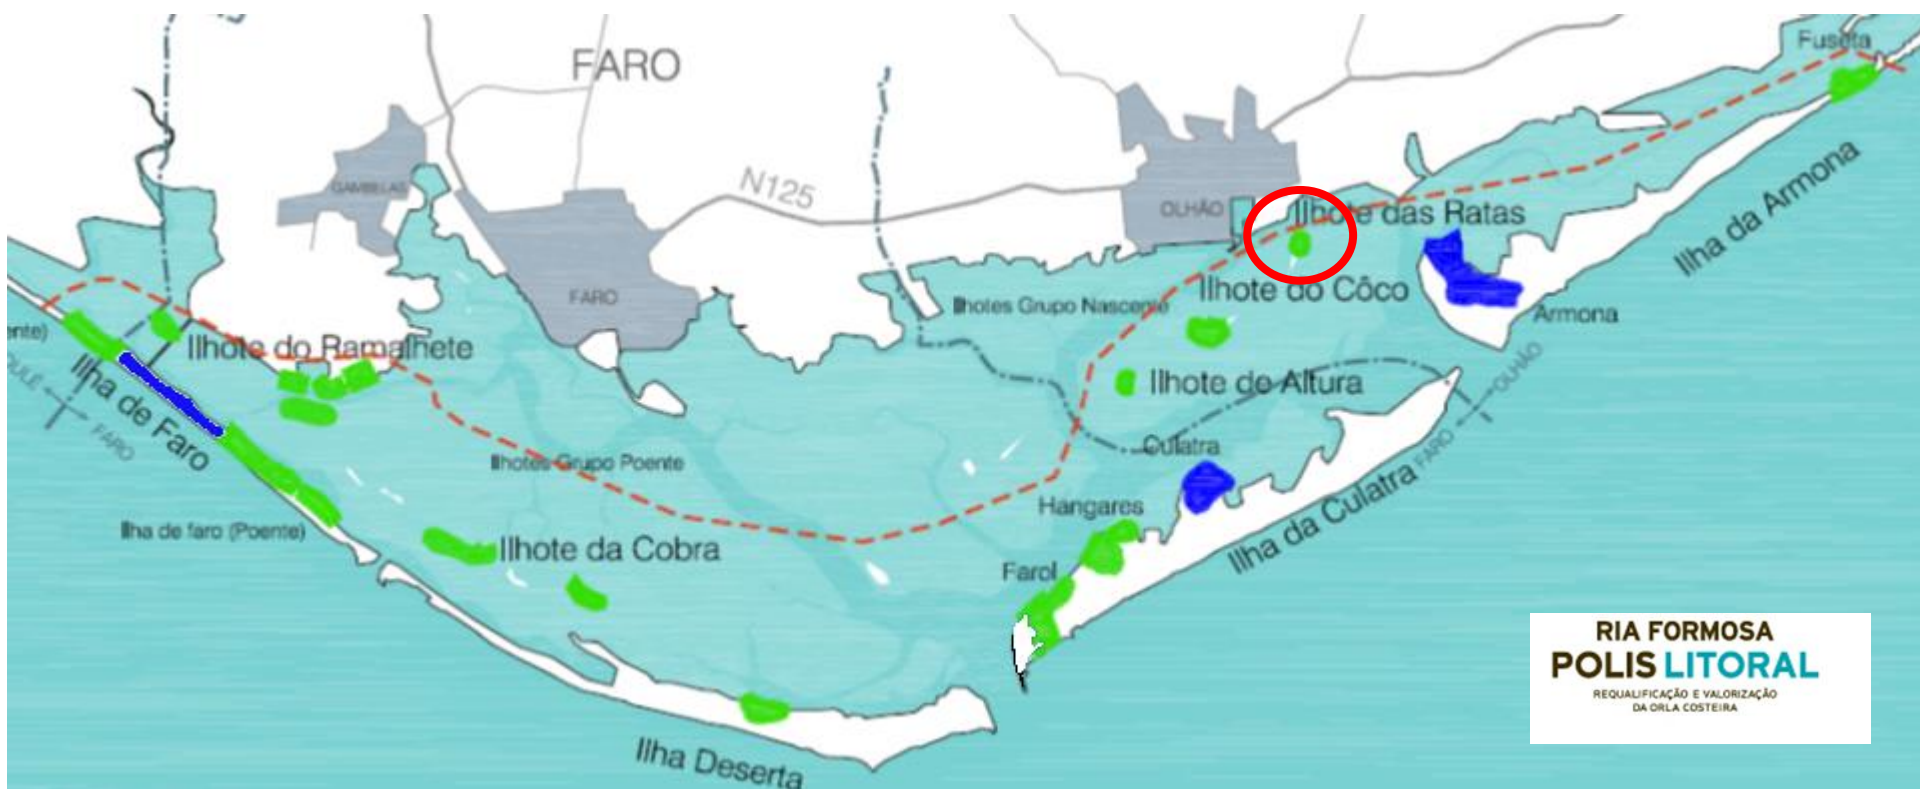 Fuseta
FARO
GAMBELAS
N125
OLHÃO
Ilhote das Ratas
Ilha da Armona
FARO
Ilhotes Grupo Nascente
Ilhote do Côco
Armona
ente)
Ilhote do Ramalhete
Ilhote de Altura
OLHÃO
FARO
Ilha de Faro
FARO
Culatra
Ilhotes Grupo Poente
Hangares
Ilha da Culatra
Ilha de faro (Poente)
Ilhote da Cobra
Farol
Ilha Deserta
RIA FORMOSA
POLIS LITORAL
REQUALIFICAÇÃO E VALORIZAÇÃO
DA ORLA COSTEIRA